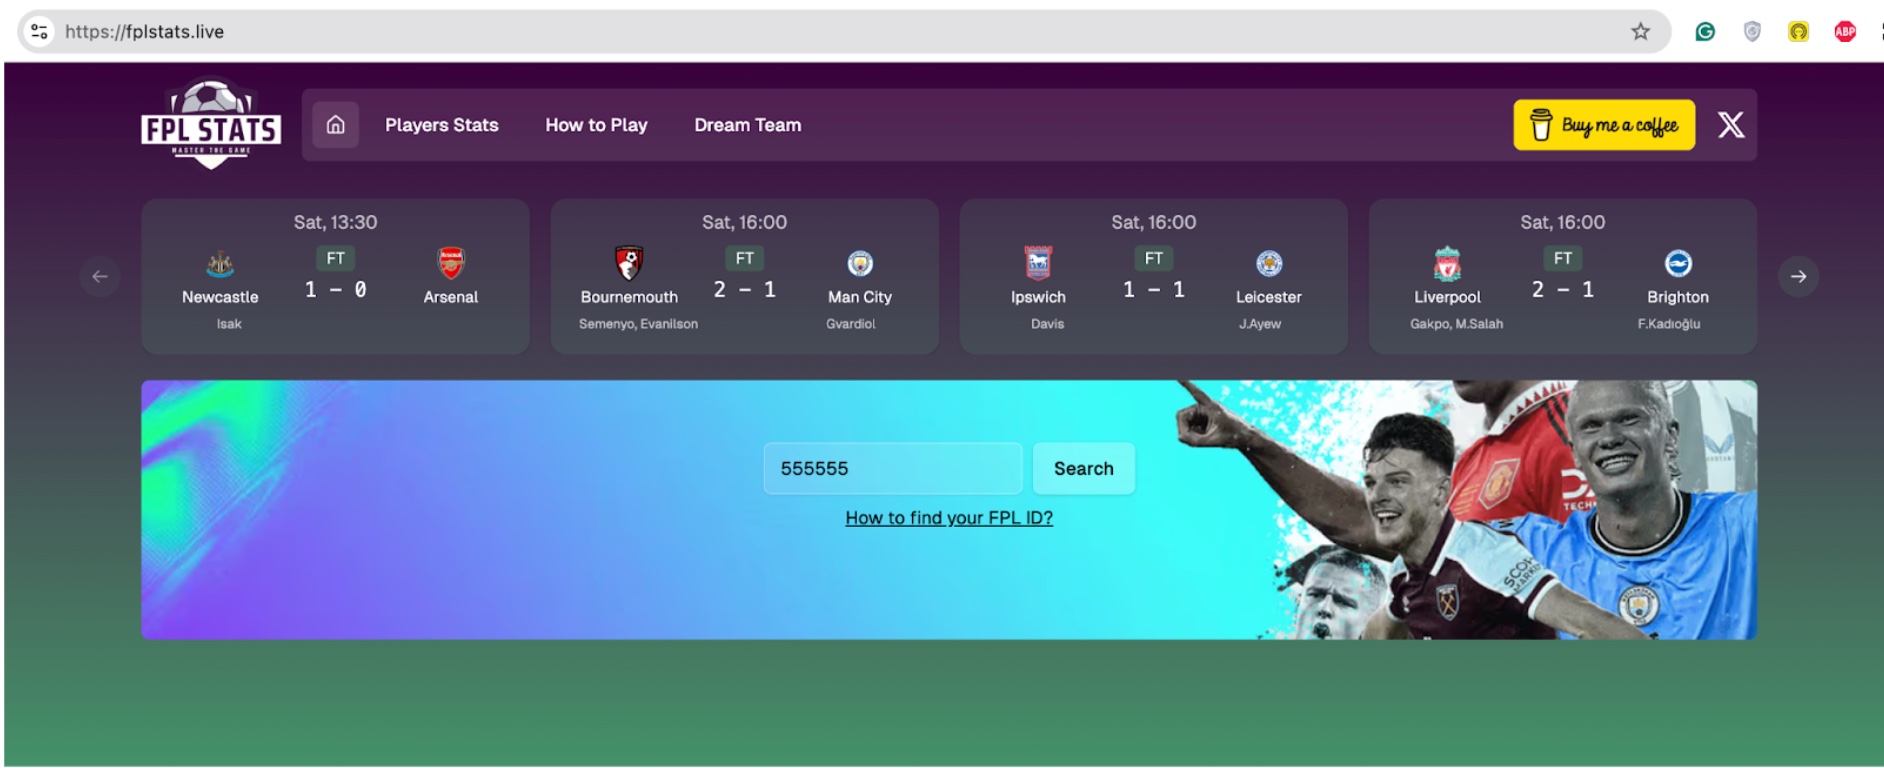 https://fplstats.live
ABP
FPL STATS
MASTER THE GAME
Players Stats
How to Play
Dream Team
Buy me a coffee
Sat, 13:30
FT
1 – 0
Newcastle
Arsenal
Isak
Sat, 16:00
FT
2 – 1
Bournemouth
Man City
Semenyo, Evanilson
Gvardiol
Sat, 16:00
FT
1 – 1
Ipswich
Leicester
Davis
J.Ayew
Sat, 16:00
FT
2 – 1
Liverpool
Brighton
Gakpo, M.Salah
F.Kadıoğlu
555555
Search
How to find your FPL ID?